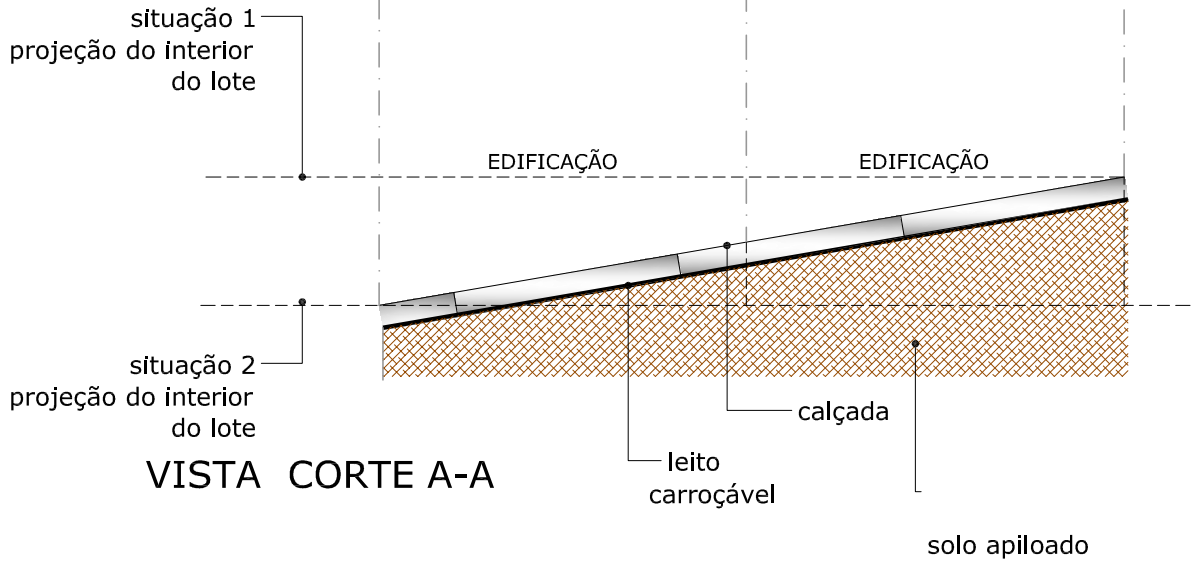 situação 1
projeção do interior
do lote
EDIFICAÇÃO
EDIFICAÇÃO
situação 2
projeção do interior
do lote
calçada
VISTA CORTE A-A
leito
carroçável
solo apiloado